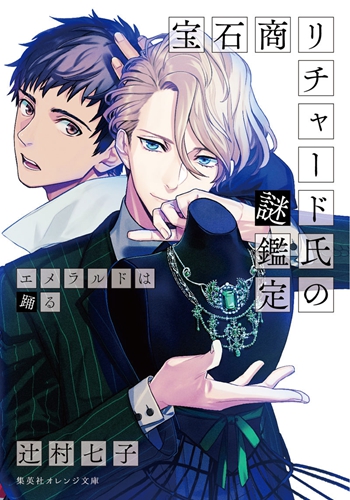 宝石商
リチャード氏の
謎鑑定
エメラルドは
踊る
辻村七子
集英社オレンジ文庫